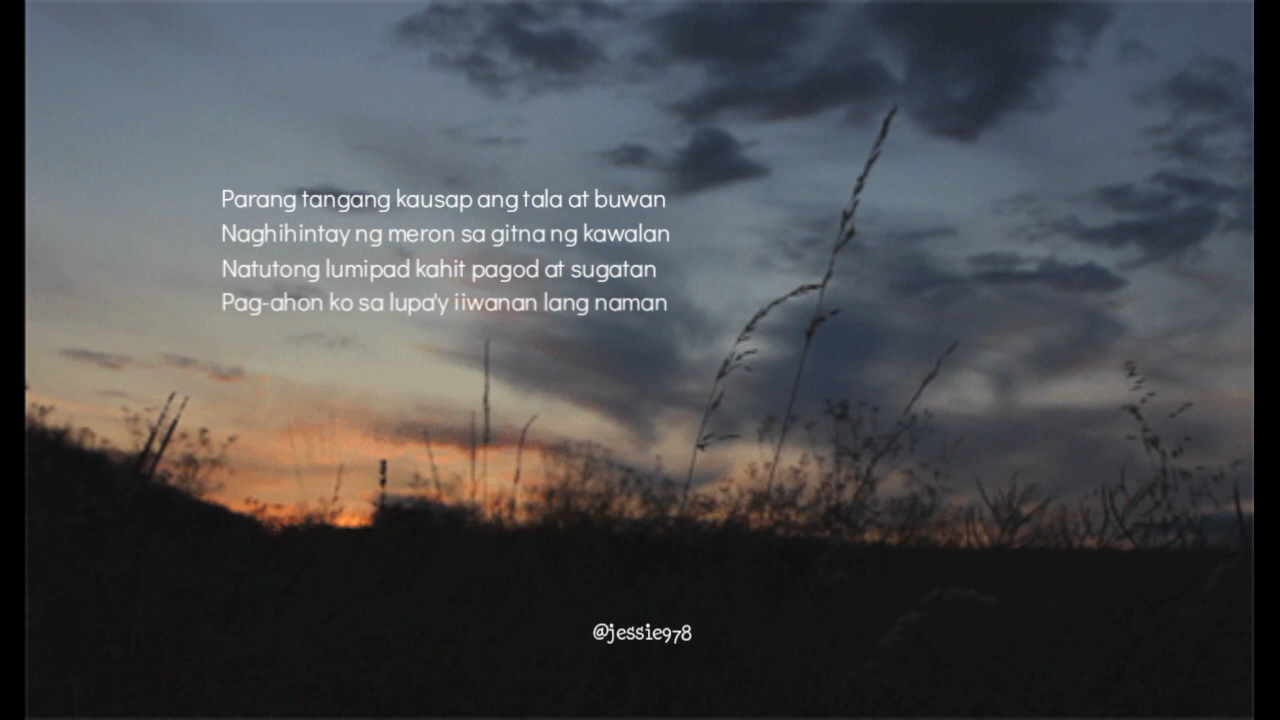 Parang tangang kausap ang tala at buwan
Naghihintay ng meron sa gitna ng kawalan
Natutong lumipad kahit pagod at sugatan
Pag-ahon ko sa lupa'y iiwanan lang naman
@jessie978